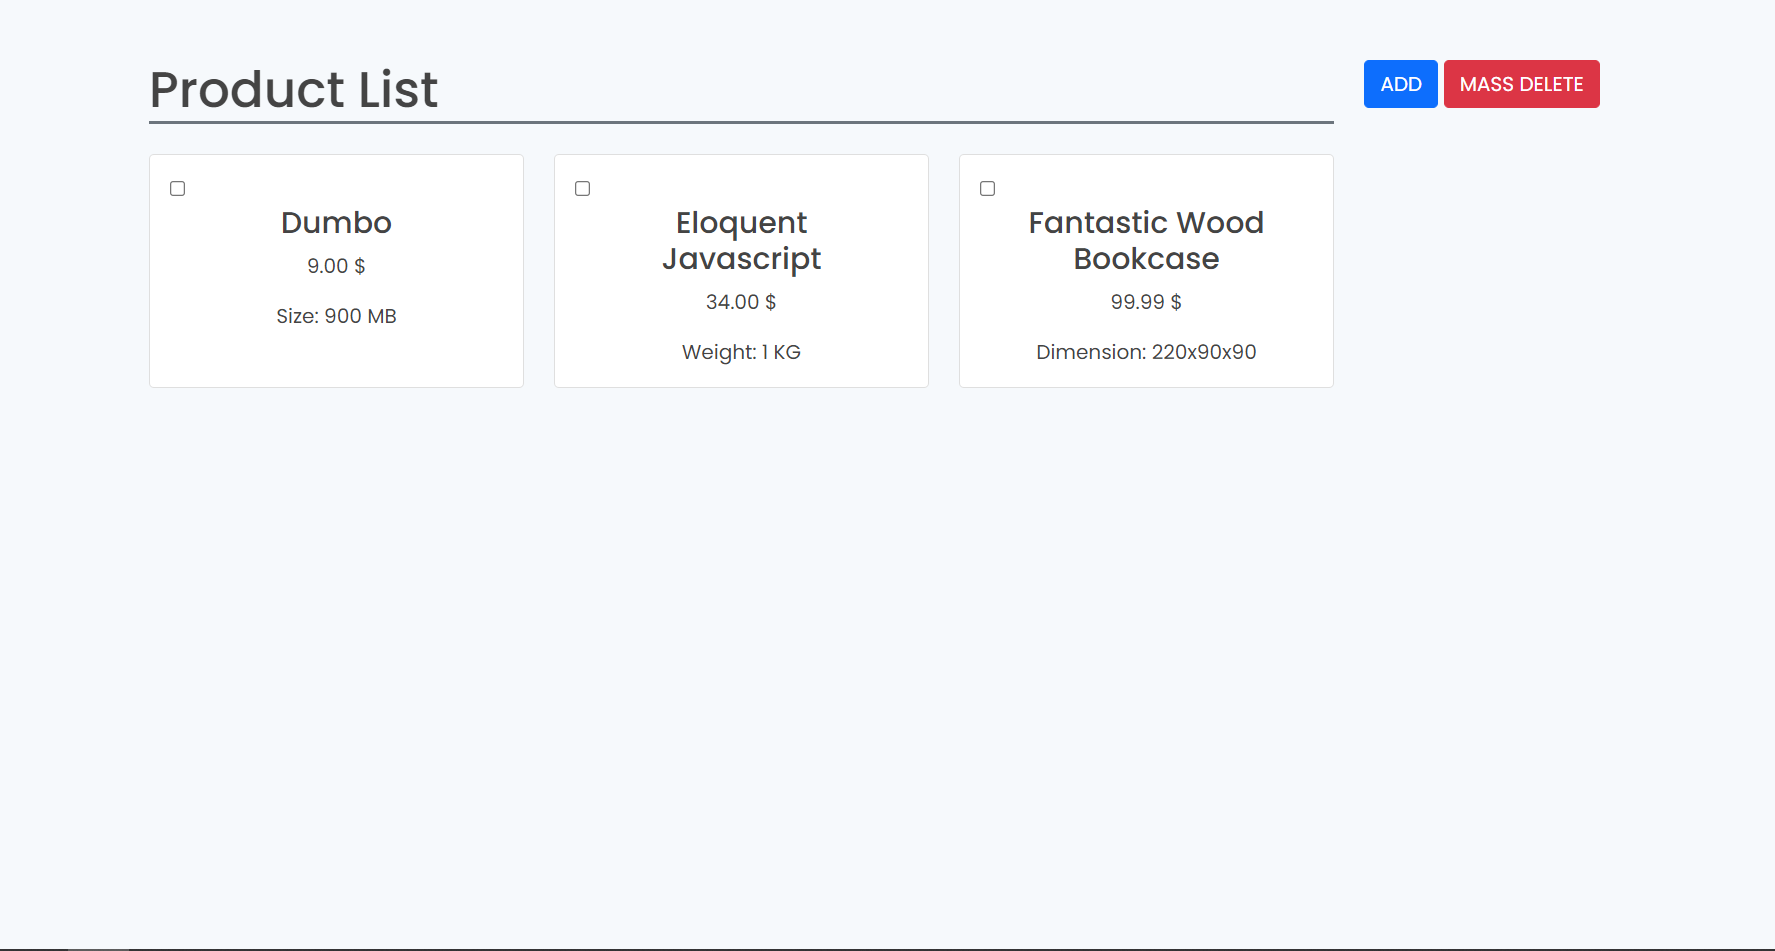 Product List
ADD
MASS DELETE
Dumbo
9.00 $
Size: 900 MB
Eloquent
Javascript
34.00 $
Weight: 1 KG
Fantastic Wood
Bookcase
99.99 $
Dimension: 220x90x90